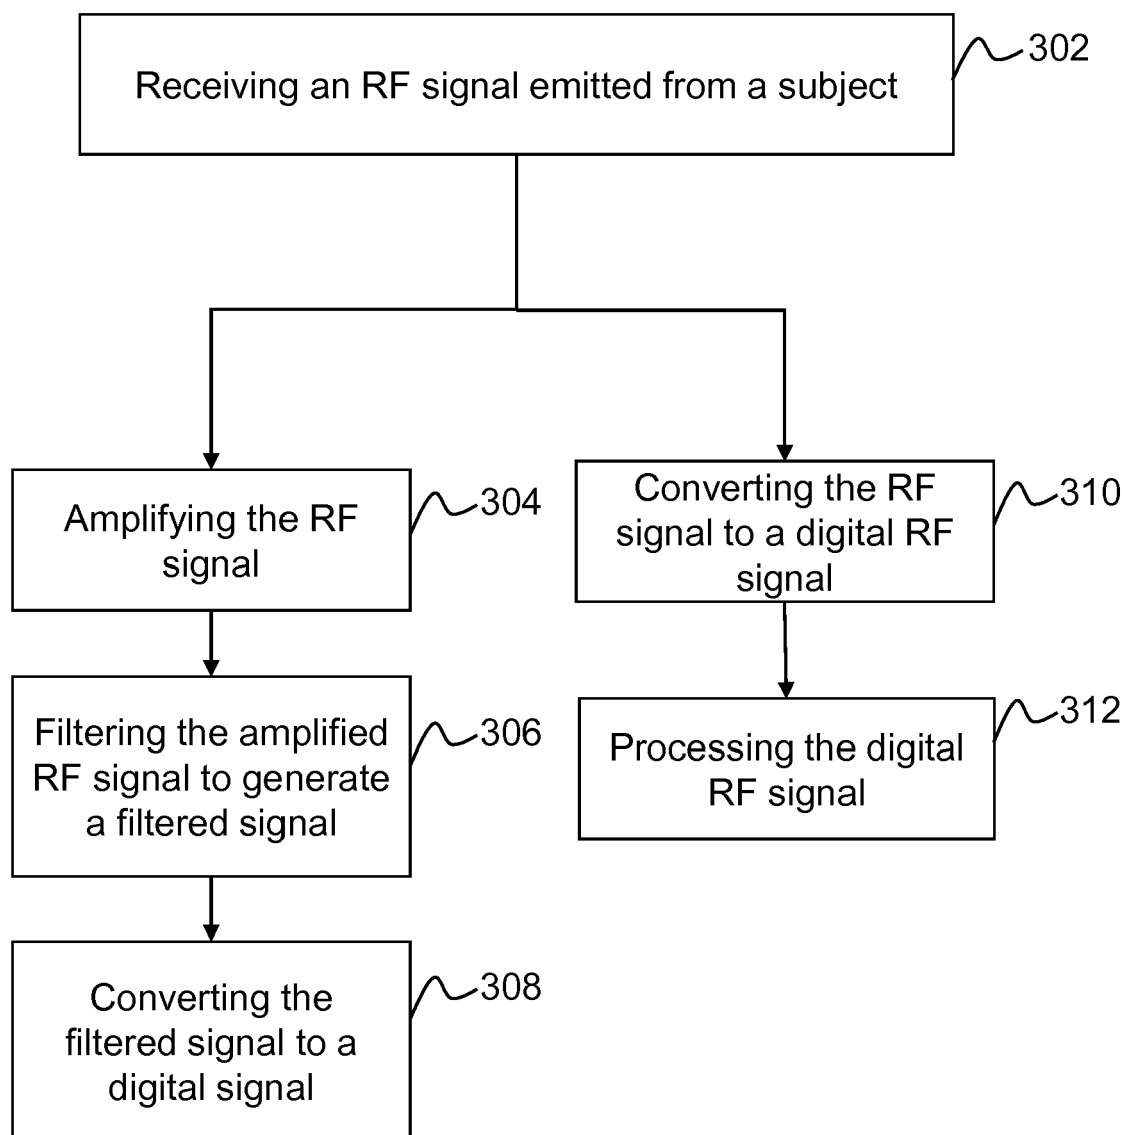 Receiving an RF signal emitted from a subject
302
Amplifying the RF
signal
304
Filtering the amplified
RF signal to generate
a filtered signal
306
Converting the
filtered signal to a
digital signal
308
Converting the RF
signal to a digital RF
signal
310
Processing the digital
RF signal
312